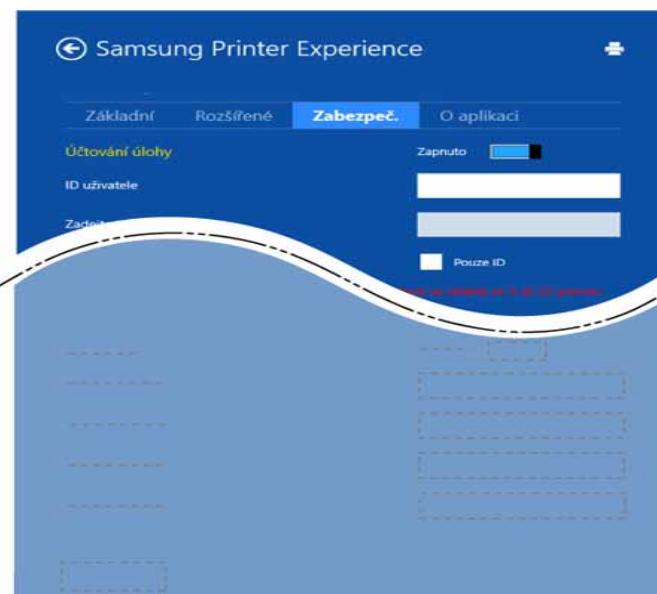 Samsung Printer Experience
Základní Rozšířené Zabezpeč. O aplikaci
Účtování úlohy Zapnuto
ID uživatele
Pouze ID